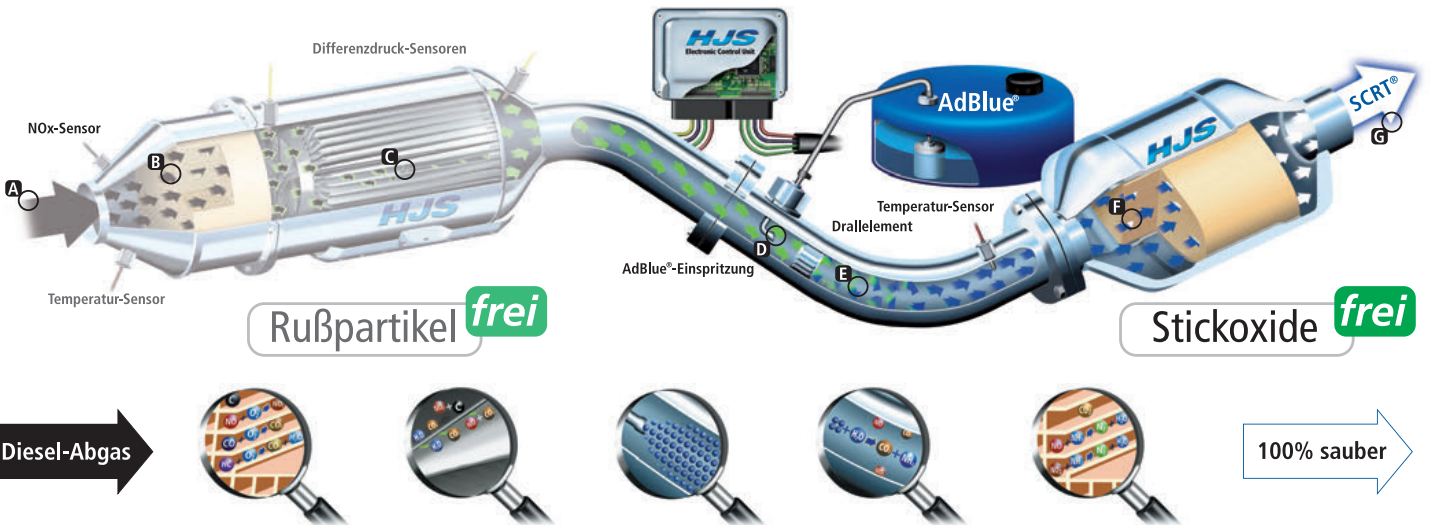 Differenzdruck-Sensoren
HJS
Electronic Control Unit
AdBlue®
SCRT®
NOx-Sensor
A
B
C
G
HJS
HJS
Temperatur-Sensor
F
Drallelement
D
AdBlue®-Einspritzung
E
Temperatur-Sensor
Rußpartikel frei
Stickoxide frei
Diesel-Abgas
100% sauber